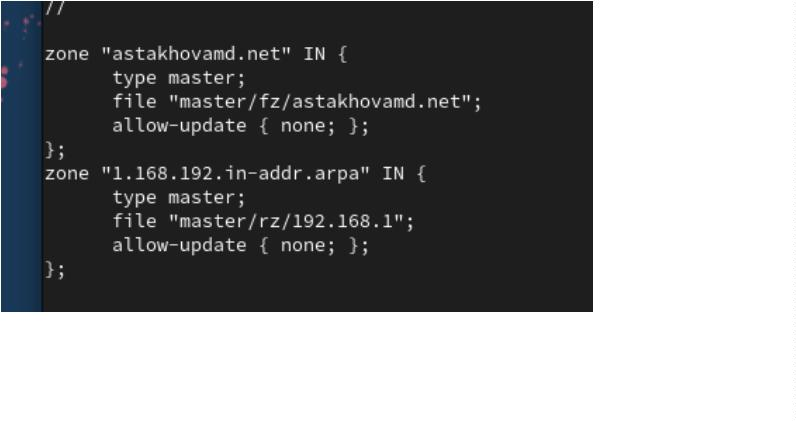 //
zone "astakhovamd.net" IN {
type master;
file "master/fz/astakhovamd.net";
allow-update { none; };
};
zone "1.168.192.in-addr.arpa" IN {
type master;
file "master/rz/192.168.1";
allow-update { none; };
};